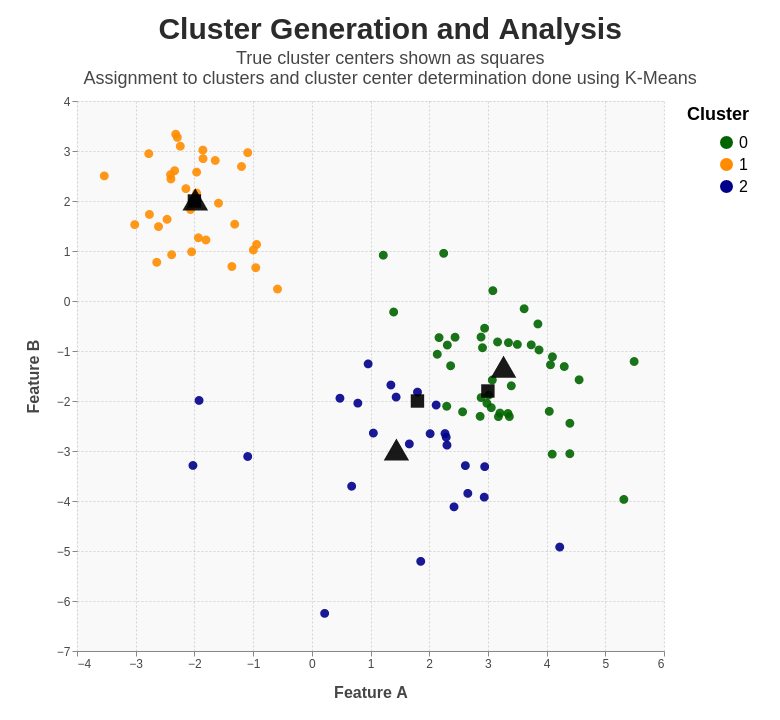 Cluster Generation and Analysis
True cluster centers shown as squares
Assignment to clusters and cluster center determination done using K-Means
Cluster
0
1
2
4
3
2
1
0
−1
−2
−3
−4
−5
−6
−7
Feature B
−4 −3 −2 −1 0 1 2 3 4 5 6
Feature A